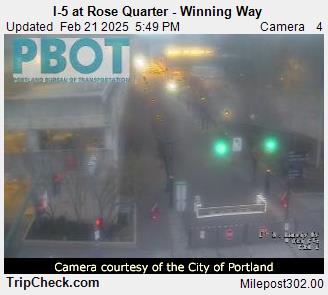 I-5 at Rose Quarter - Winning Way
Updated Feb 21 2025 5:49 PM Camera 4
PBOT
PORTLAND BUREAU OF TRANSPORTATION
Camera courtesy of the City of Portland
TripCheck.com Milepost302.00